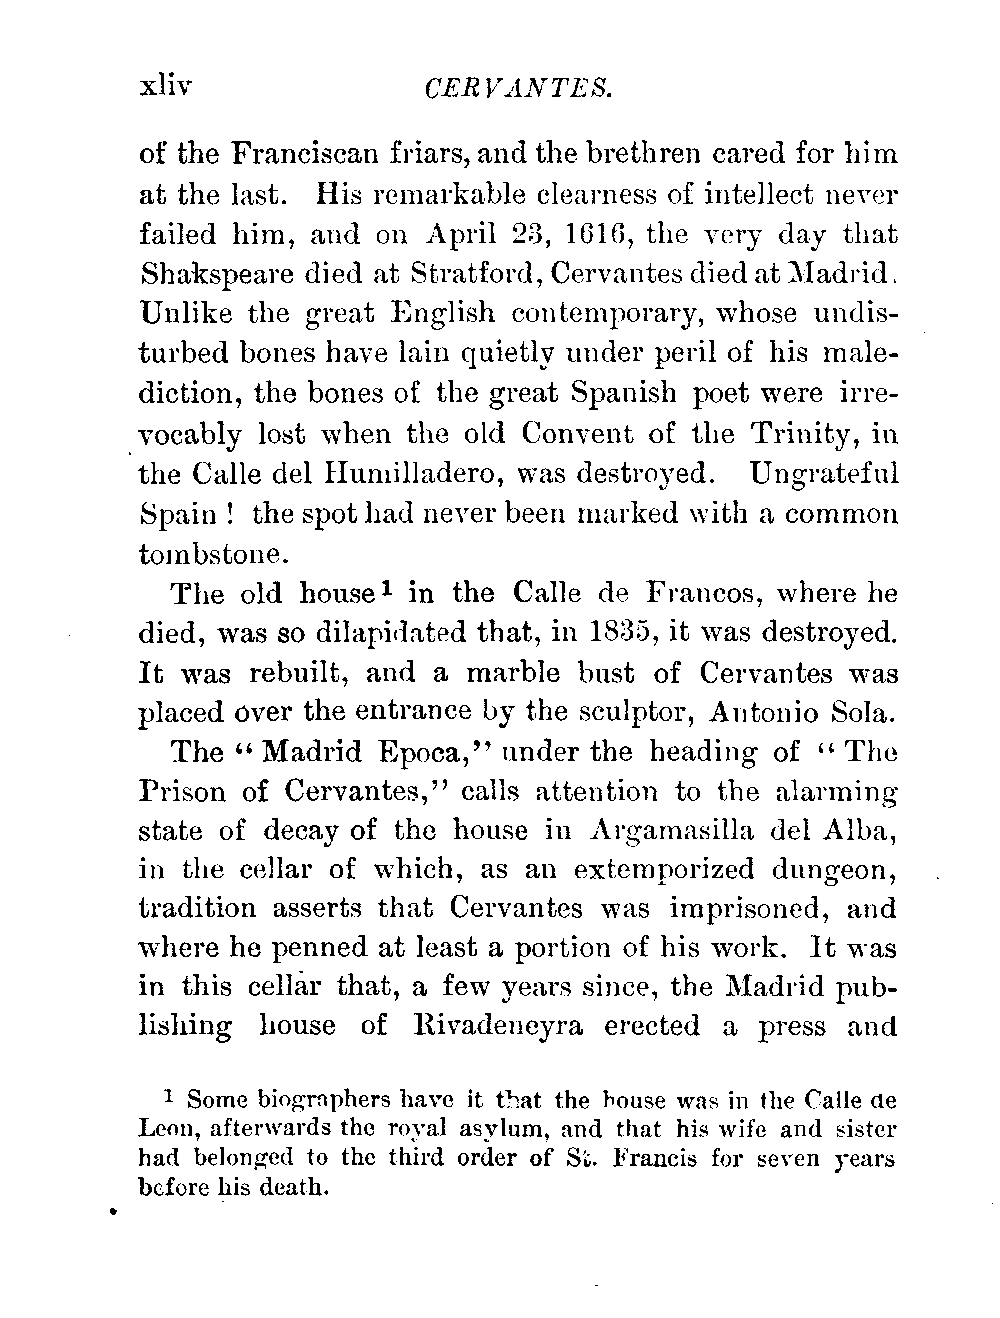 xliv CERVANTES.
of the Franciscan friars, and the brethren cared for him
at the last. His remarkable clearness of intellect never
failed him, and on April 23, 1616, the very day that
Shakspeare died at Stratford, Cervantes died at Madrid.
Unlike the great English contemporary, whose undis-
turbed bones have lain quietly under peril of his male-
diction, the bones of the great Spanish poet were irre-
vocably lost when the old Convent of the Trinity, in
the Calle del Humilladero, was destroyed. Ungrateful
Spain ! the spot had never been marked with a common
tombstone.
The old house¹ in the Calle de Francos, where he
died, was so dilapidated that, in 1835, it was destroyed.
It was rebuilt, and a marble bust of Cervantes was
placed over the entrance by the sculptor, Antonio Sola.
The “ Madrid Epoca,” under the heading of “ The
Prison of Cervantes,” calls attention to the alarming
state of decay of the house in Argamasilla del Alba,
in the cellar of which, as an extemporized dungeon,
tradition asserts that Cervantes was imprisoned, and
where he penned at least a portion of his work. It was
in this cellar that, a few years since, the Madrid pub-
lishing house of Rivadeneyra erected a press and
¹ Some biographers have it that the house was in the Calle de
Leon, afterwards the royal asylum, and that his wife and sister
had belonged to the third order of St. Francis for seven years
before his death.